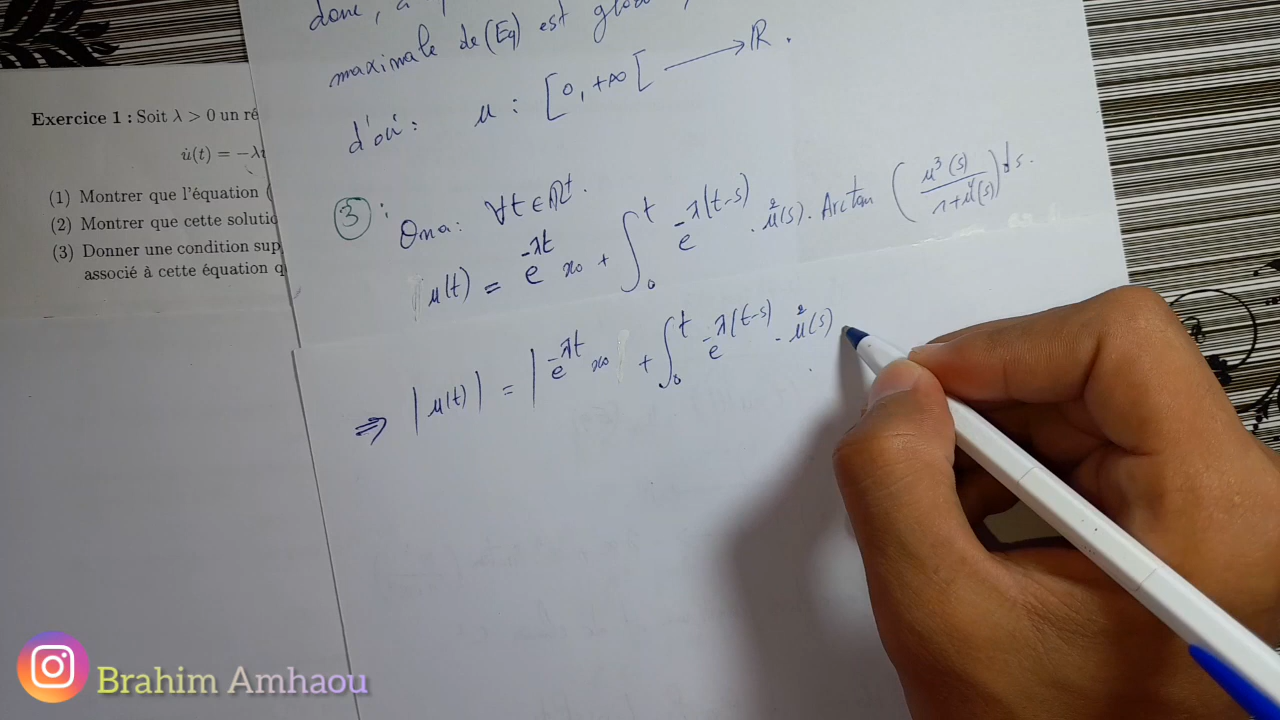 donc, à
maximale de (Eq) est glo
d'où : u : [0, +∞[ ⟶ ℝ.
Exercice 1 : Soit λ > 0 un ré
u̇(t) = −λ
(1) Montrer que l'équation (
(2) Montrer que cette solutio
(3) Donner une condition sup
associé à cette équation q
③ : On a : ∀t ∈ ℝ⁺.
u(t) = e^{-λt} x₀ + ∫₀ᵗ e^{-λ(t-s)} . u²(s) . Arctan ( u³(s) / (1+u⁴(s)) ) ds.
⇒ |u(t)| = | e^{-λt} x₀ + ∫₀ᵗ e^{-λ(t-s)} . u²(s)
Brahim Amhaou